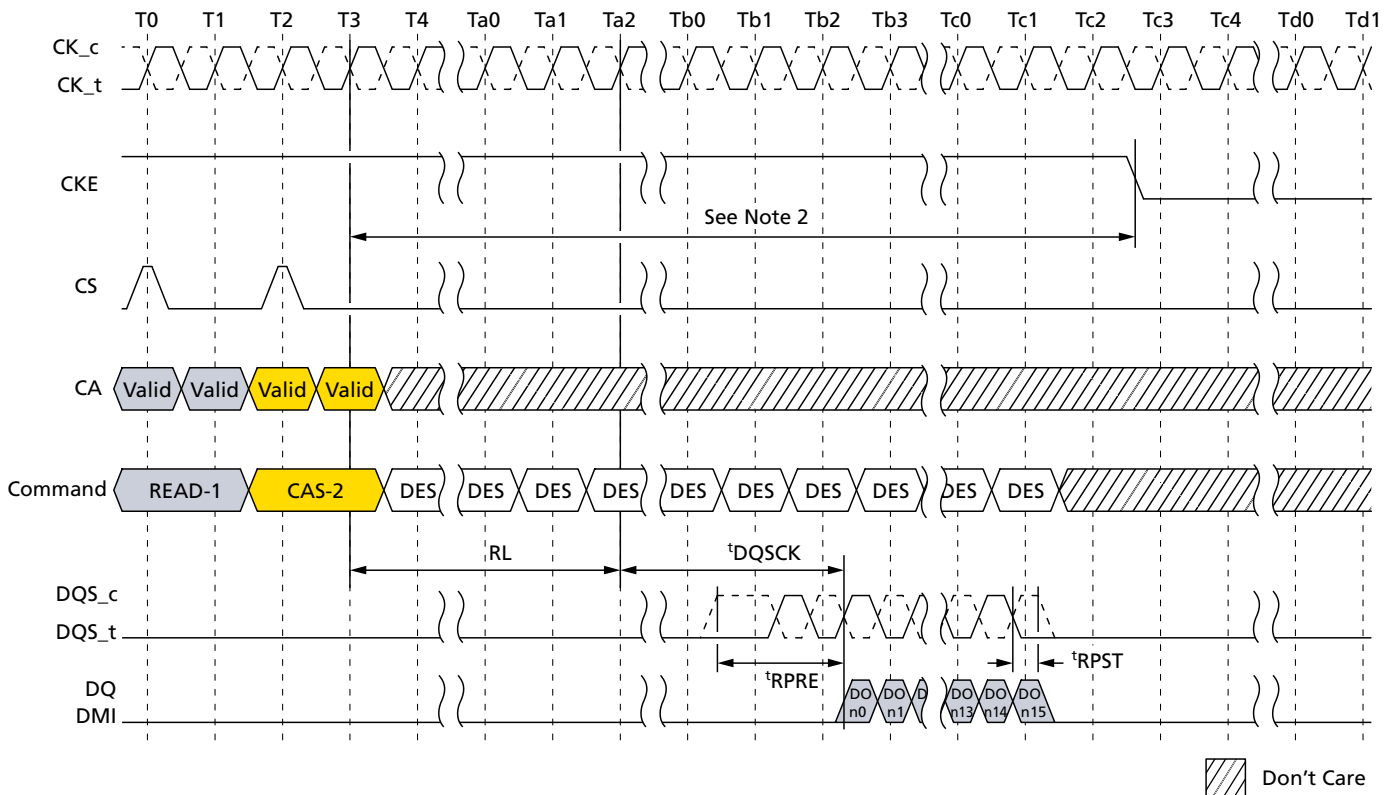 T0 T1 T2 T3 T4 Ta0 Ta1 Ta2 Tb0 Tb1 Tb2 Tb3 Tc0 Tc1 Tc2 Tc3 Tc4 Td0 Td1
CK_c
CK_t
CKE
See Note 2
CS
CA Valid Valid Valid Valid
Command READ-1 CAS-2 DES DES DES DES DES DES DES DES DES DES
RL tDQSCK
DQS_c
DQS_t
tRPRE tRPST
DQ
DMI
DO n0 DO n1 D DO n13 DO n14 DO n15
Don't Care